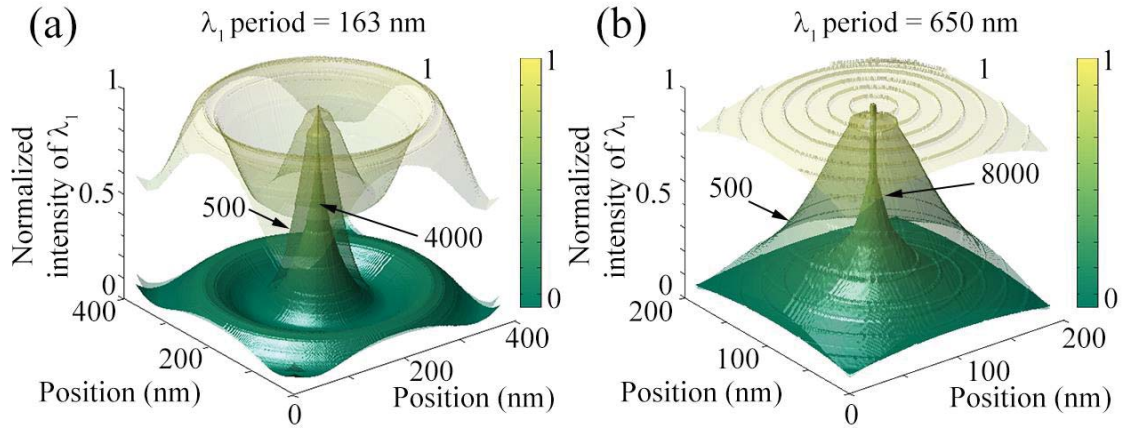 (a)
λ1 period = 163 nm
1
1
1
0.5
0
Normalized
intensity of λ1
500
4000
0
400
200
0
200
400
Position (nm)
Position (nm)
(b)
λ1 period = 650 nm
1
1
1
0.5
0
Normalized
intensity of λ1
500
8000
0
200
100
0
100
200
Position (nm)
Position (nm)